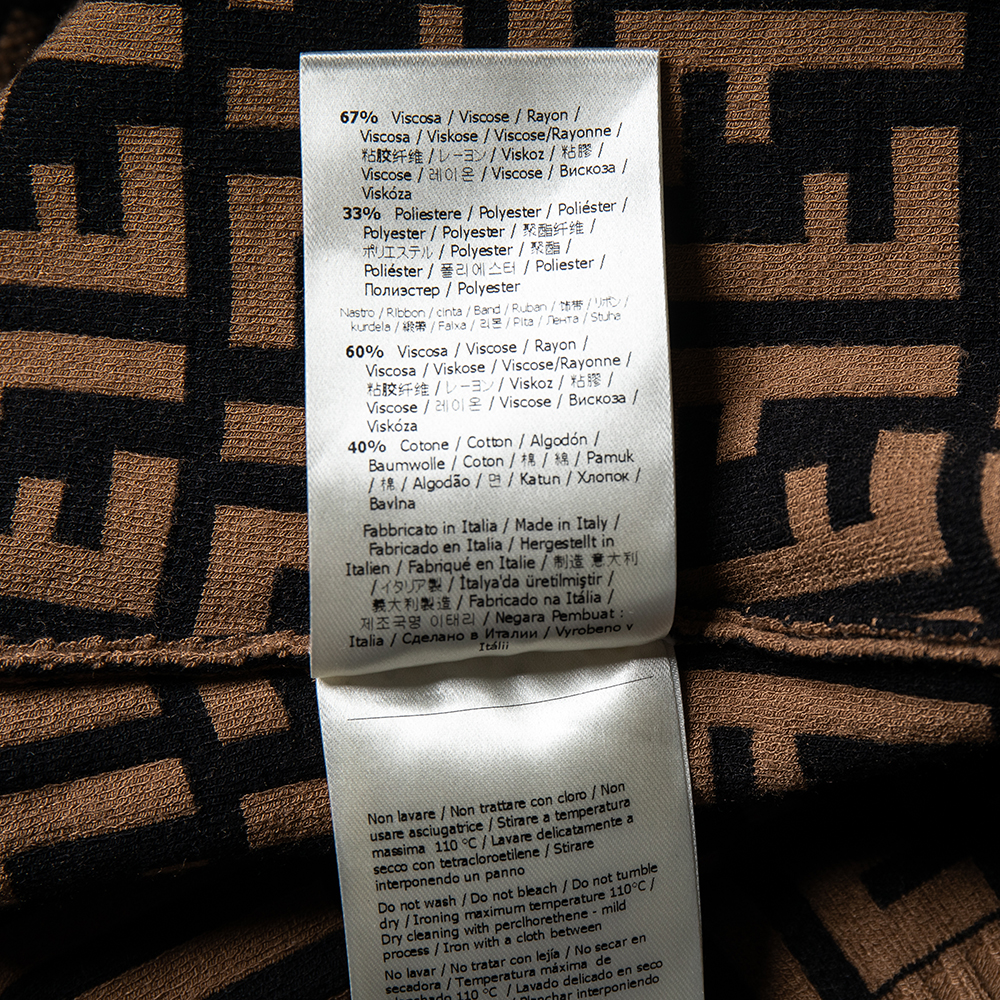 67% Viscosa / Viscose / Rayon /
Viscosa / Viskose / Viscose/Rayonne /
粘胶纤维 / レーヨン / Viskoz / 粘膠 /
Viscose / 레이온 / Viscose / Вискоза /
Viskóza
33% Poliestere / Polyester / Poliéster /
Polyester / Polyester / 聚酯纤维 /
ポリエステル / Polyester / 聚酯 /
Poliéster / 폴리에스터 / Poliester /
Полиэстер / Polyester
Nastro / Ribbon / cinta / Band / Ruban / 饰带 / リボン /
kurdela / 緞帶 / Faixa / 리본 / Pita / Лента / Stuha
60% Viscosa / Viscose / Rayon /
Viscosa / Viskose / Viscose/Rayonne /
粘胶纤维 / レーヨン / Viskoz / 粘膠 /
Viscose / 레이온 / Viscose / Вискоза /
Viskóza
40% Cotone / Cotton / Algodón /
Baumwolle / Coton / 棉 / 綿 / Pamuk
/ 棉 / Algodão / 면 / Katun / Хлопок /
Bavlna
Fabbricato in Italia / Made in Italy /
Fabricado en Italia / Hergestellt in
Italien / Fabriqué en Italie / 制造 意大利
/ イタリア製 / İtalya'da üretilmiştir /
義大利製造 / Fabricado na Itália /
제조국명 이태리 / Negara Pembuat :
Italia / Сделано в Италии / Vyrobeno v
Itálii
Non lavare / Non trattare con cloro / Non
usare asciugatrice / Stirare a temperatura
massima 110 °C / Lavare delicatamente a
secco con tetracloroetilene / Stirare
interponendo un panno
Do not wash / Do not bleach / Do not tumble
dry / Ironing maximum temperature 110°C /
Dry cleaning with perclhorethene - mild
process / Iron with a cloth between
No lavar / No tratar con lejía / No secar en
secadora / Temperatura máxima de
planchado 110 °C / Lavado delicado en seco
/ Planchar interponiendo